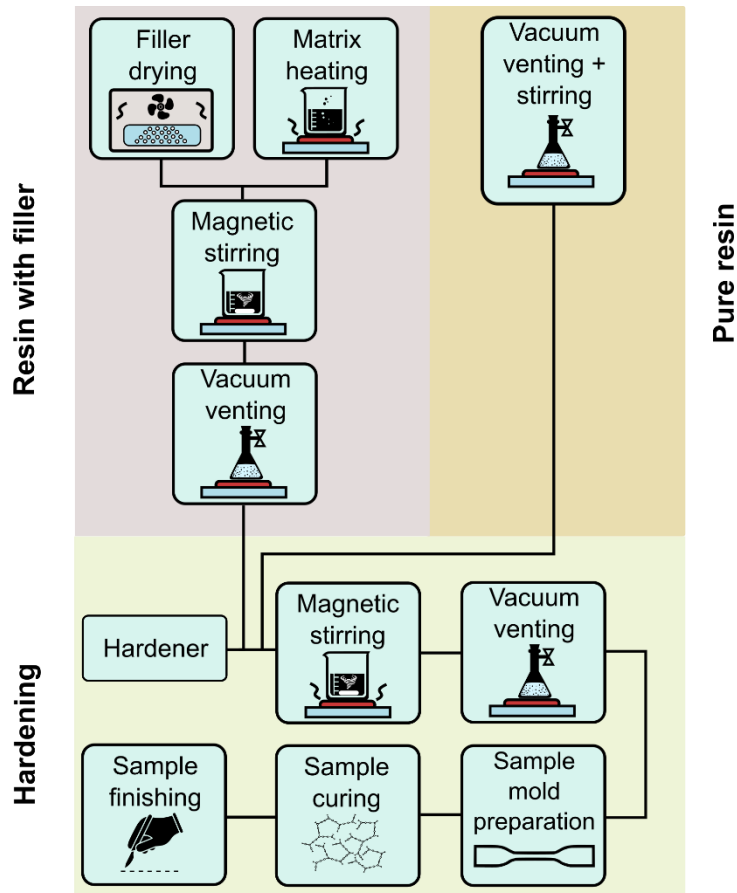 Resin with filler
Filler
drying
Matrix
heating
Magnetic
stirring
Vacuum
venting
Pure resin
Vacuum
venting +
stirring
Hardening
Hardener
Magnetic
stirring
Vacuum
venting
Sample
finishing
Sample
curing
Sample
mold
preparation